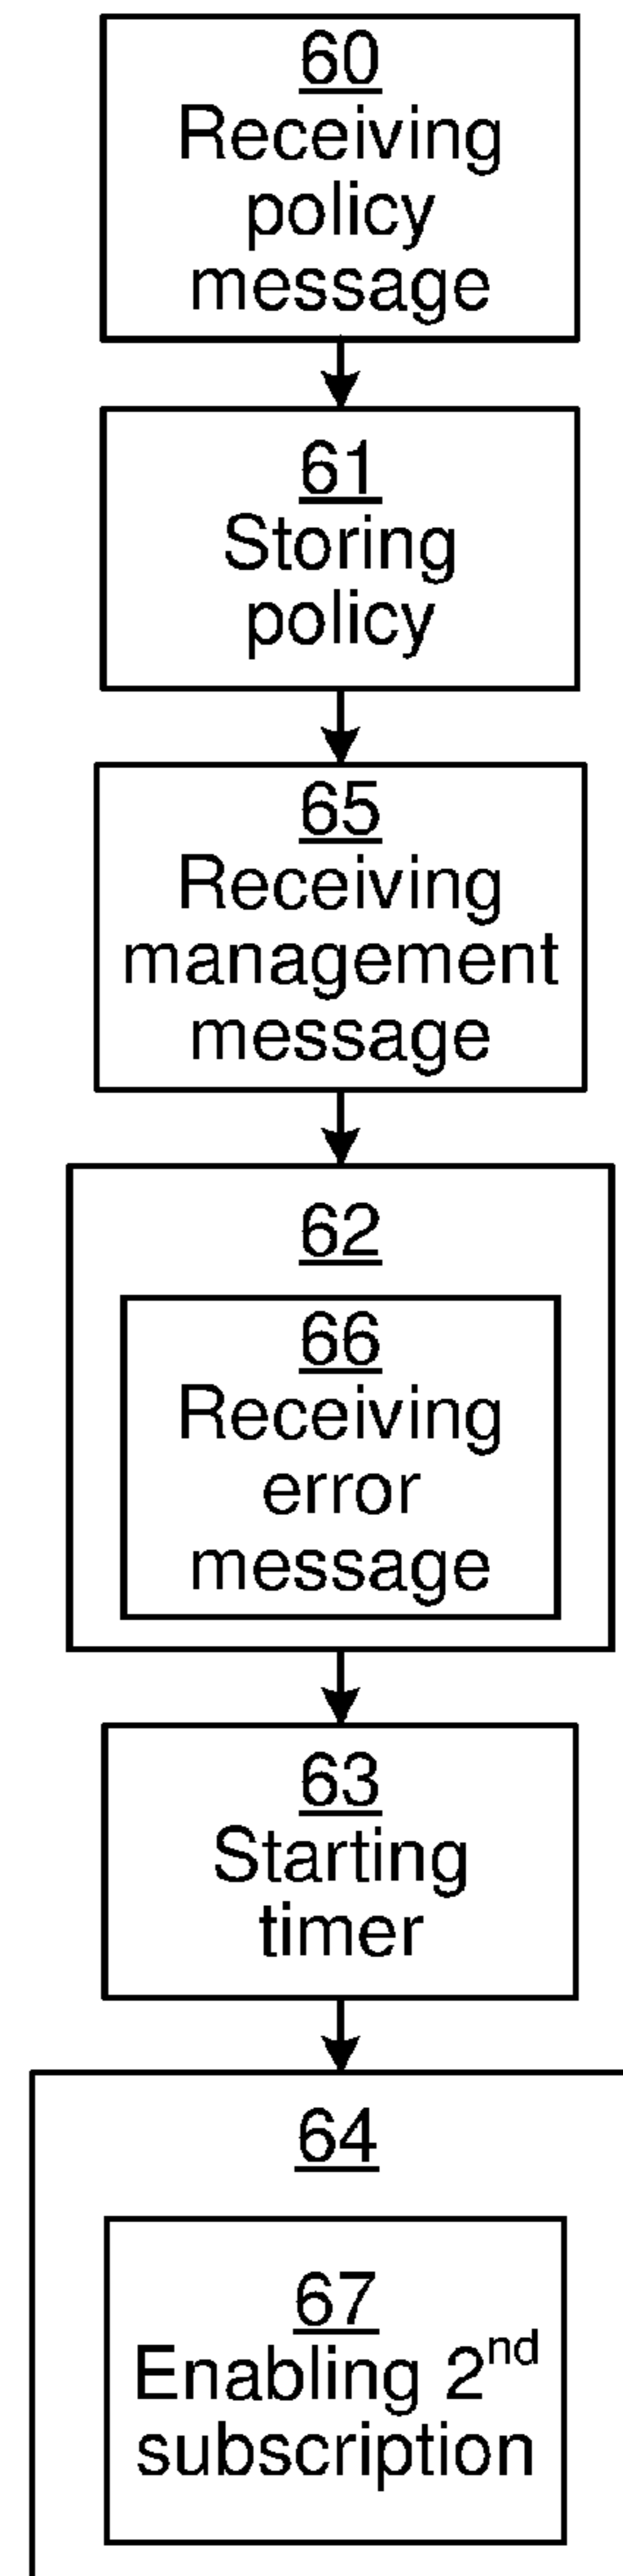 60
Receiving
policy
message
61
Storing
policy
65
Receiving
management
message
62
66
Receiving
error
message
63
Starting
timer
64
67
Enabling 2nd
subscription